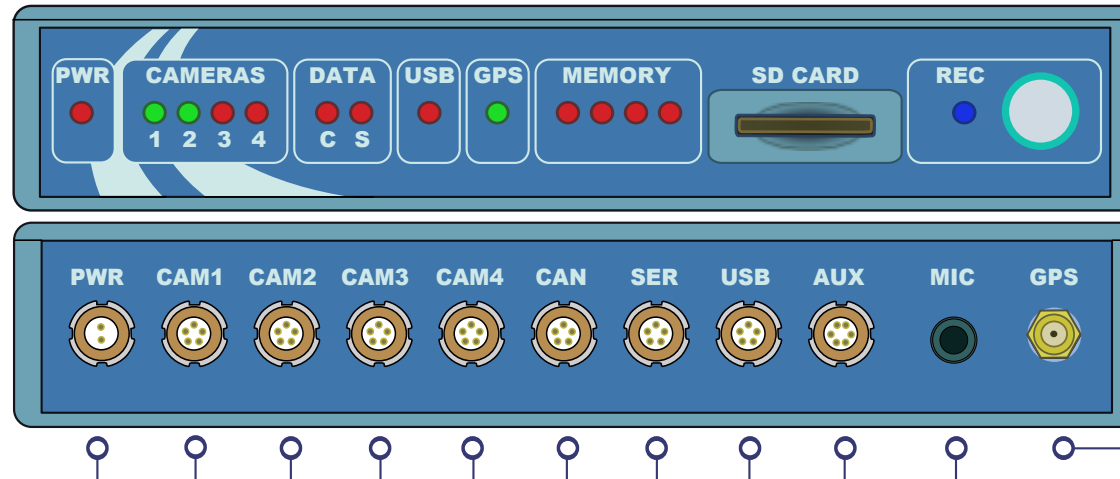 PWR CAMERAS DATA USB GPS MEMORY SD CARD REC
1 2 3 4 C S
PWR CAM1 CAM2 CAM3 CAM4 CAN SER USB AUX MIC GPS